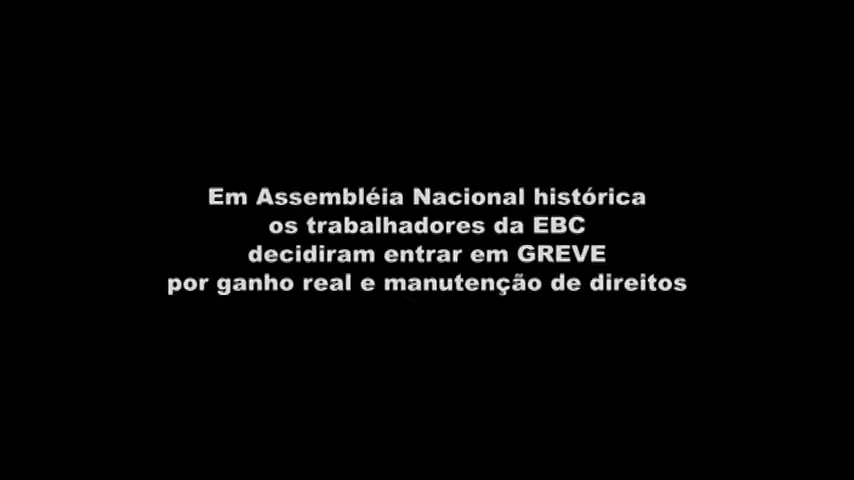 Em Assembléia Nacional histórica
os trabalhadores da EBC
decidiram entrar em GREVE
por ganho real e manutenção de direitos